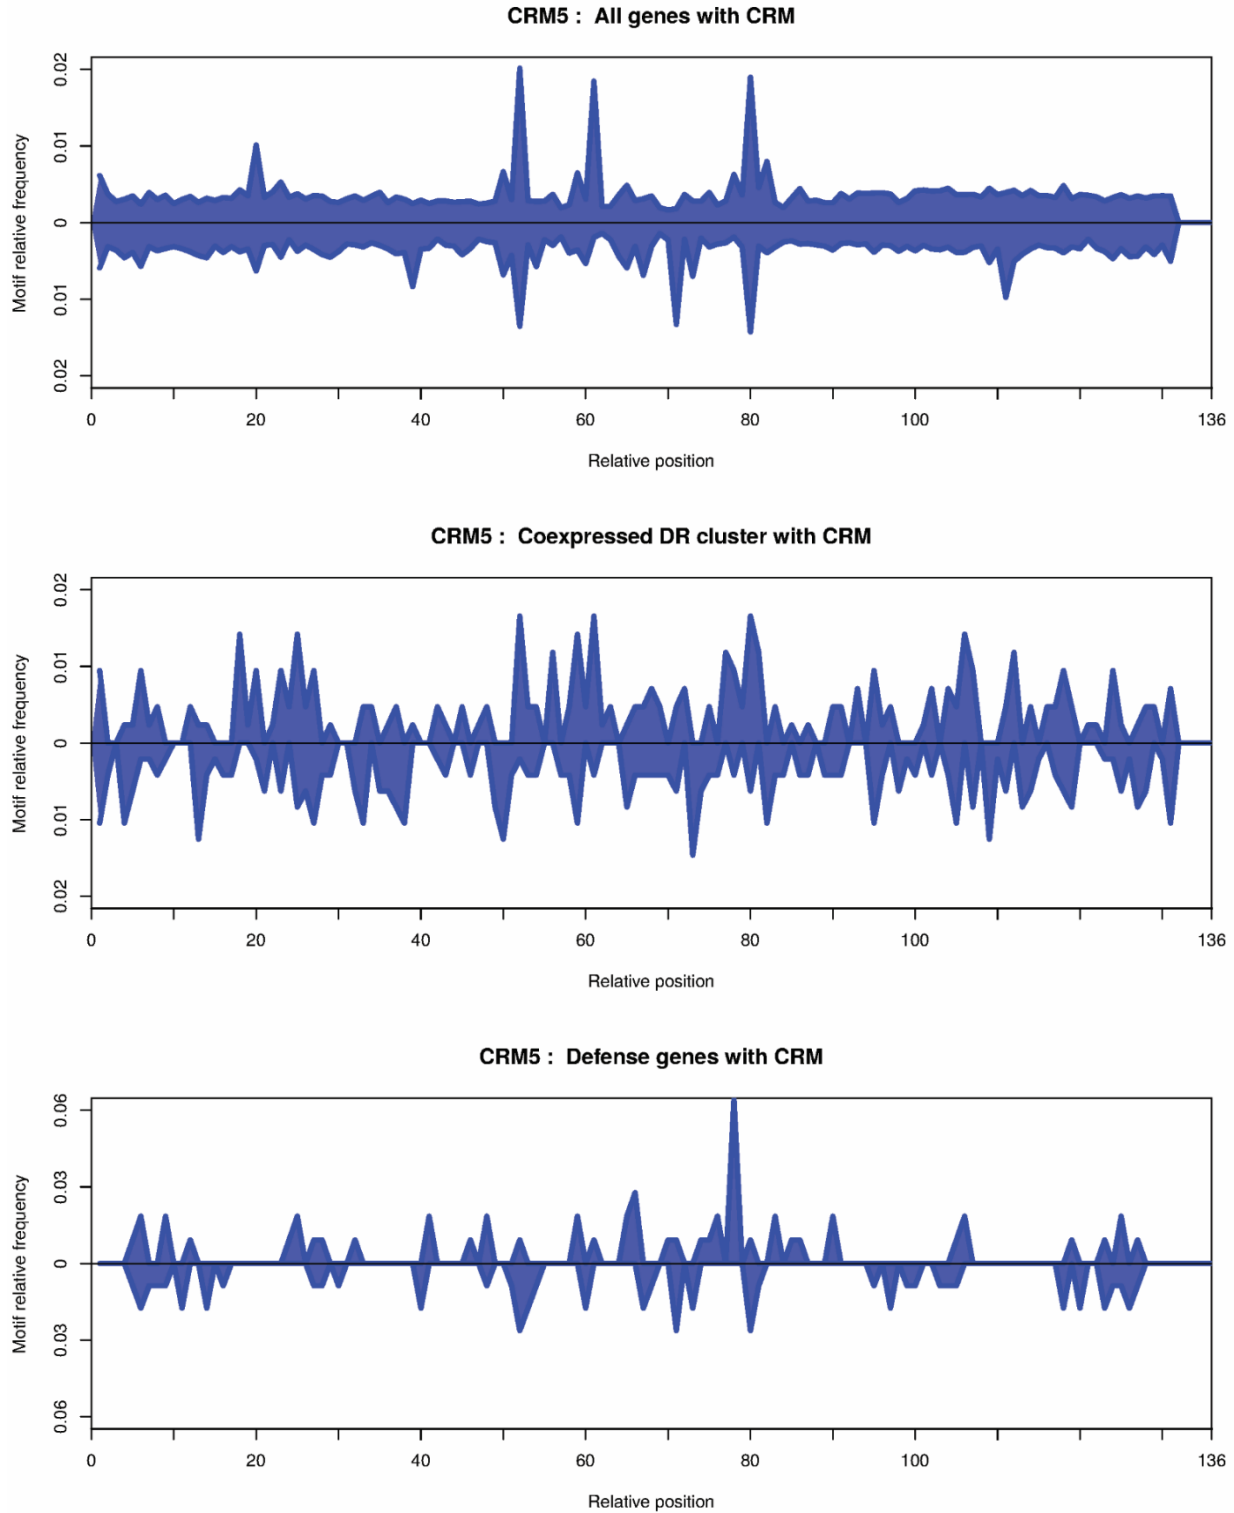 CRM5 :  All genes with CRM
0.02
0.01
0
0.01
0.02
Motif relative frequency
0 20 40 60 80 100 136
Relative position
CRM5 :  Coexpressed DR cluster with CRM
0.02
0.01
0
0.01
0.02
Motif relative frequency
0 20 40 60 80 100 136
Relative position
CRM5 :  Defense genes with CRM
0.06
0.03
0
0.03
0.06
Motif relative frequency
0 20 40 60 80 100 136
Relative position